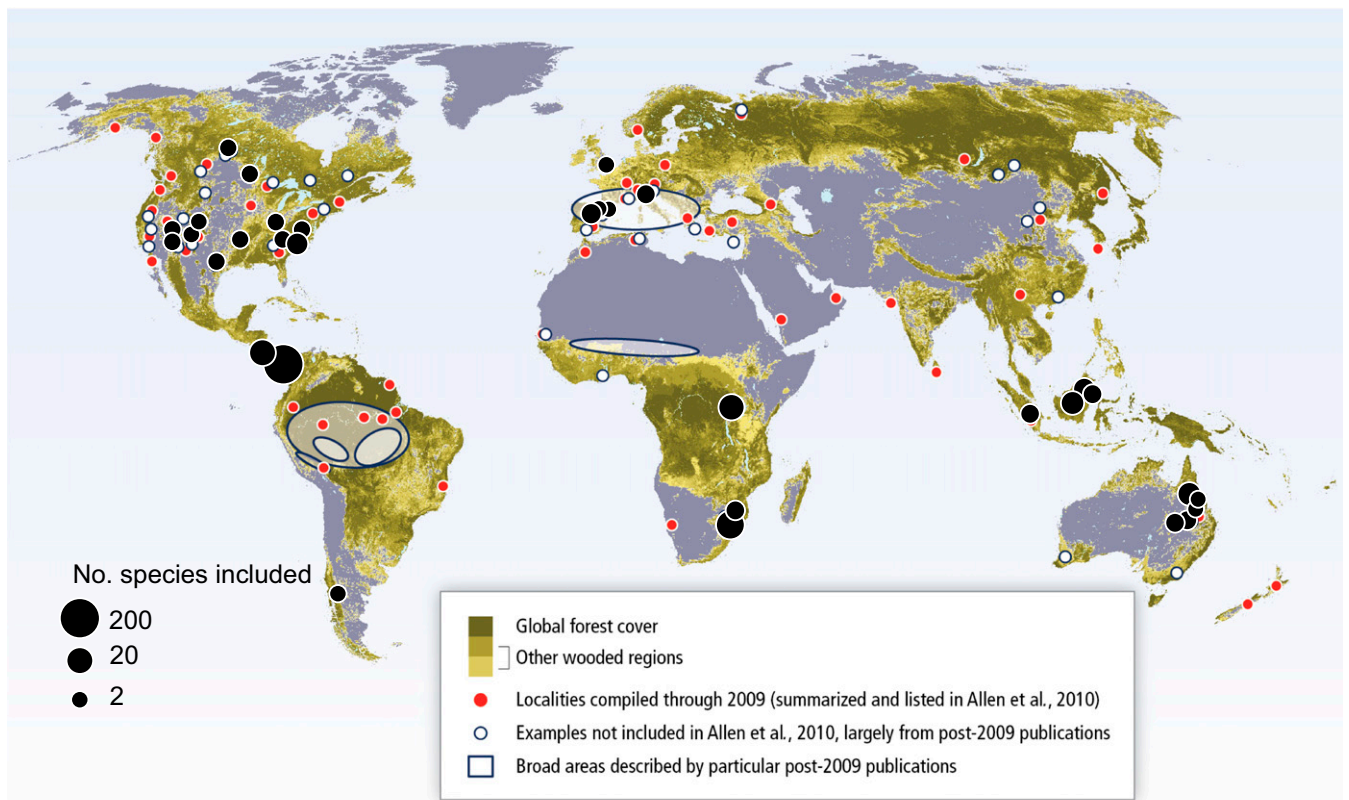 No. species included
200
20
2
Global forest cover
Other wooded regions
Localities compiled through 2009 (summarized and listed in Allen et al., 2010)
Examples not included in Allen et al., 2010, largely from post-2009 publications
Broad areas described by particular post-2009 publications